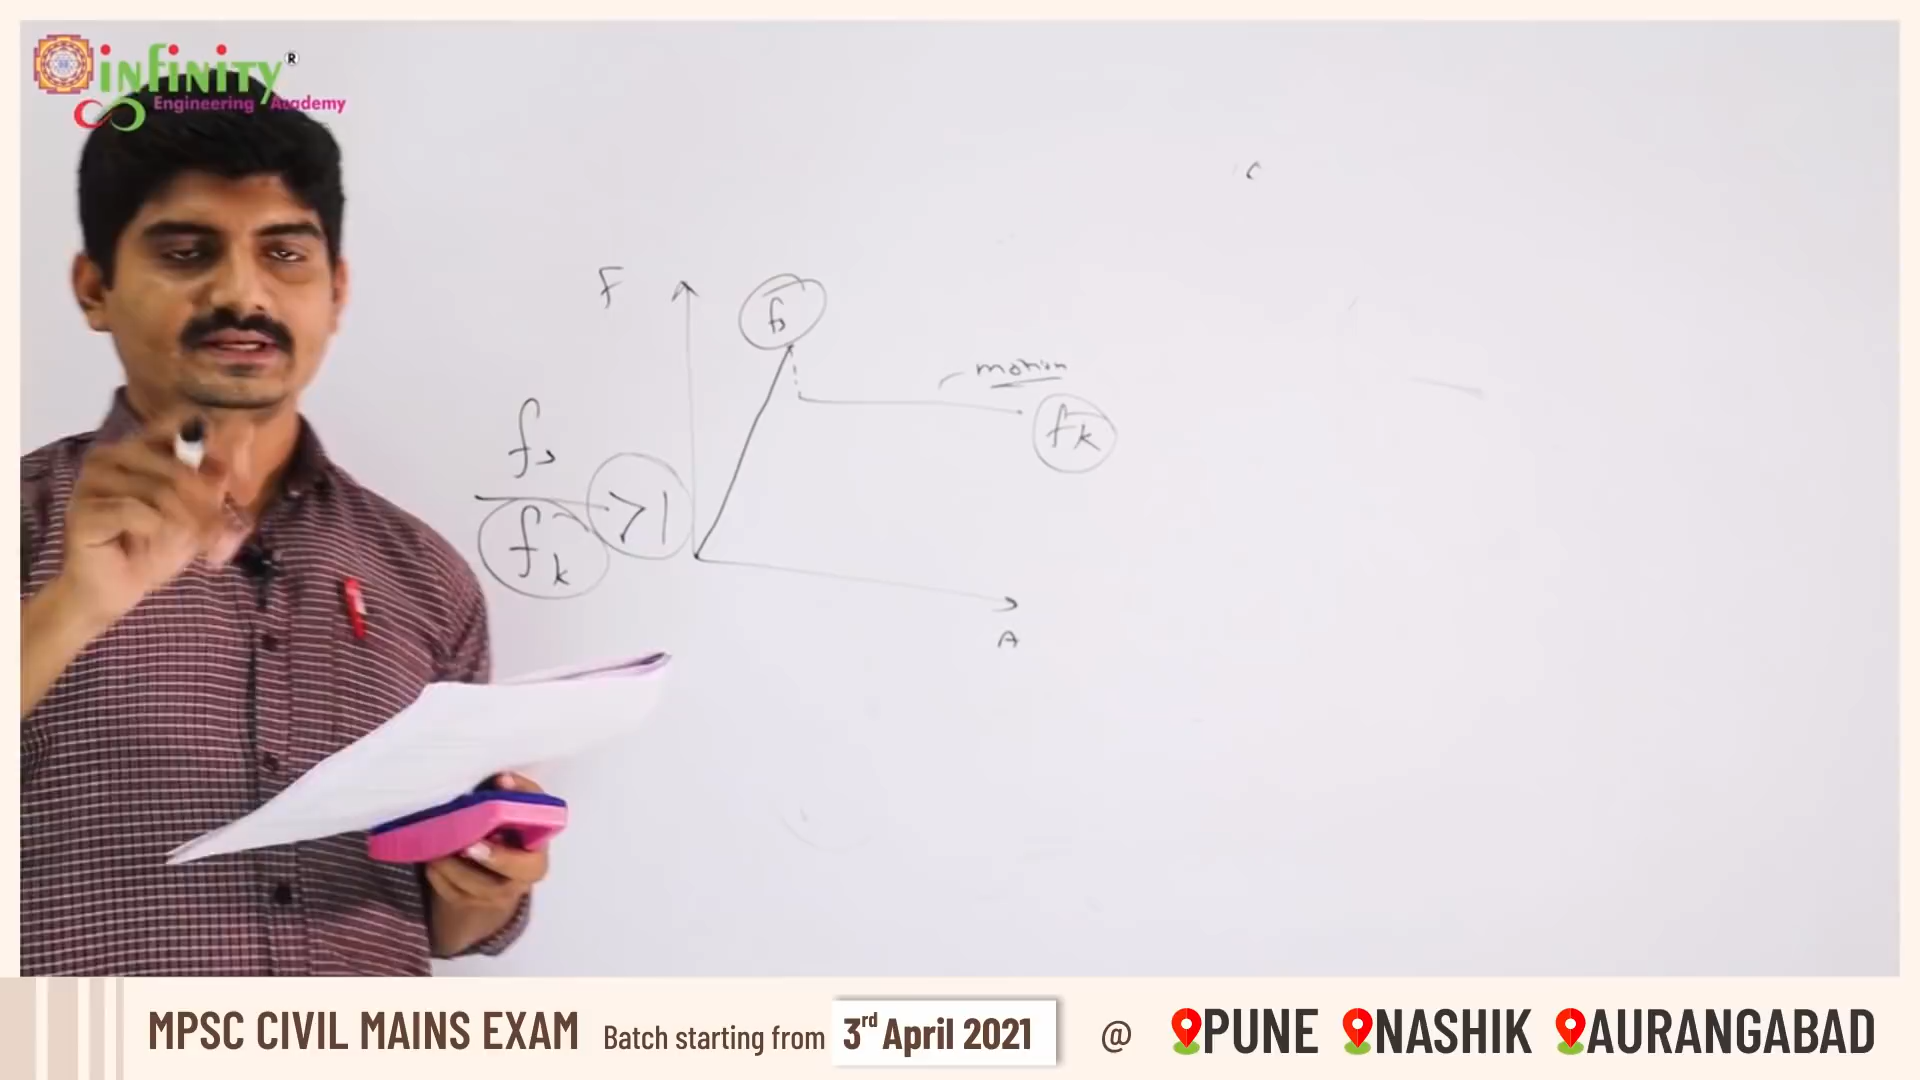 infinity®
Engineering Academy
F
fs
motion
fk
fs
fk
>1
A
MPSC CIVIL MAINS EXAM Batch starting from 3rd April 2021 @ PUNE NASHIK AURANGABAD